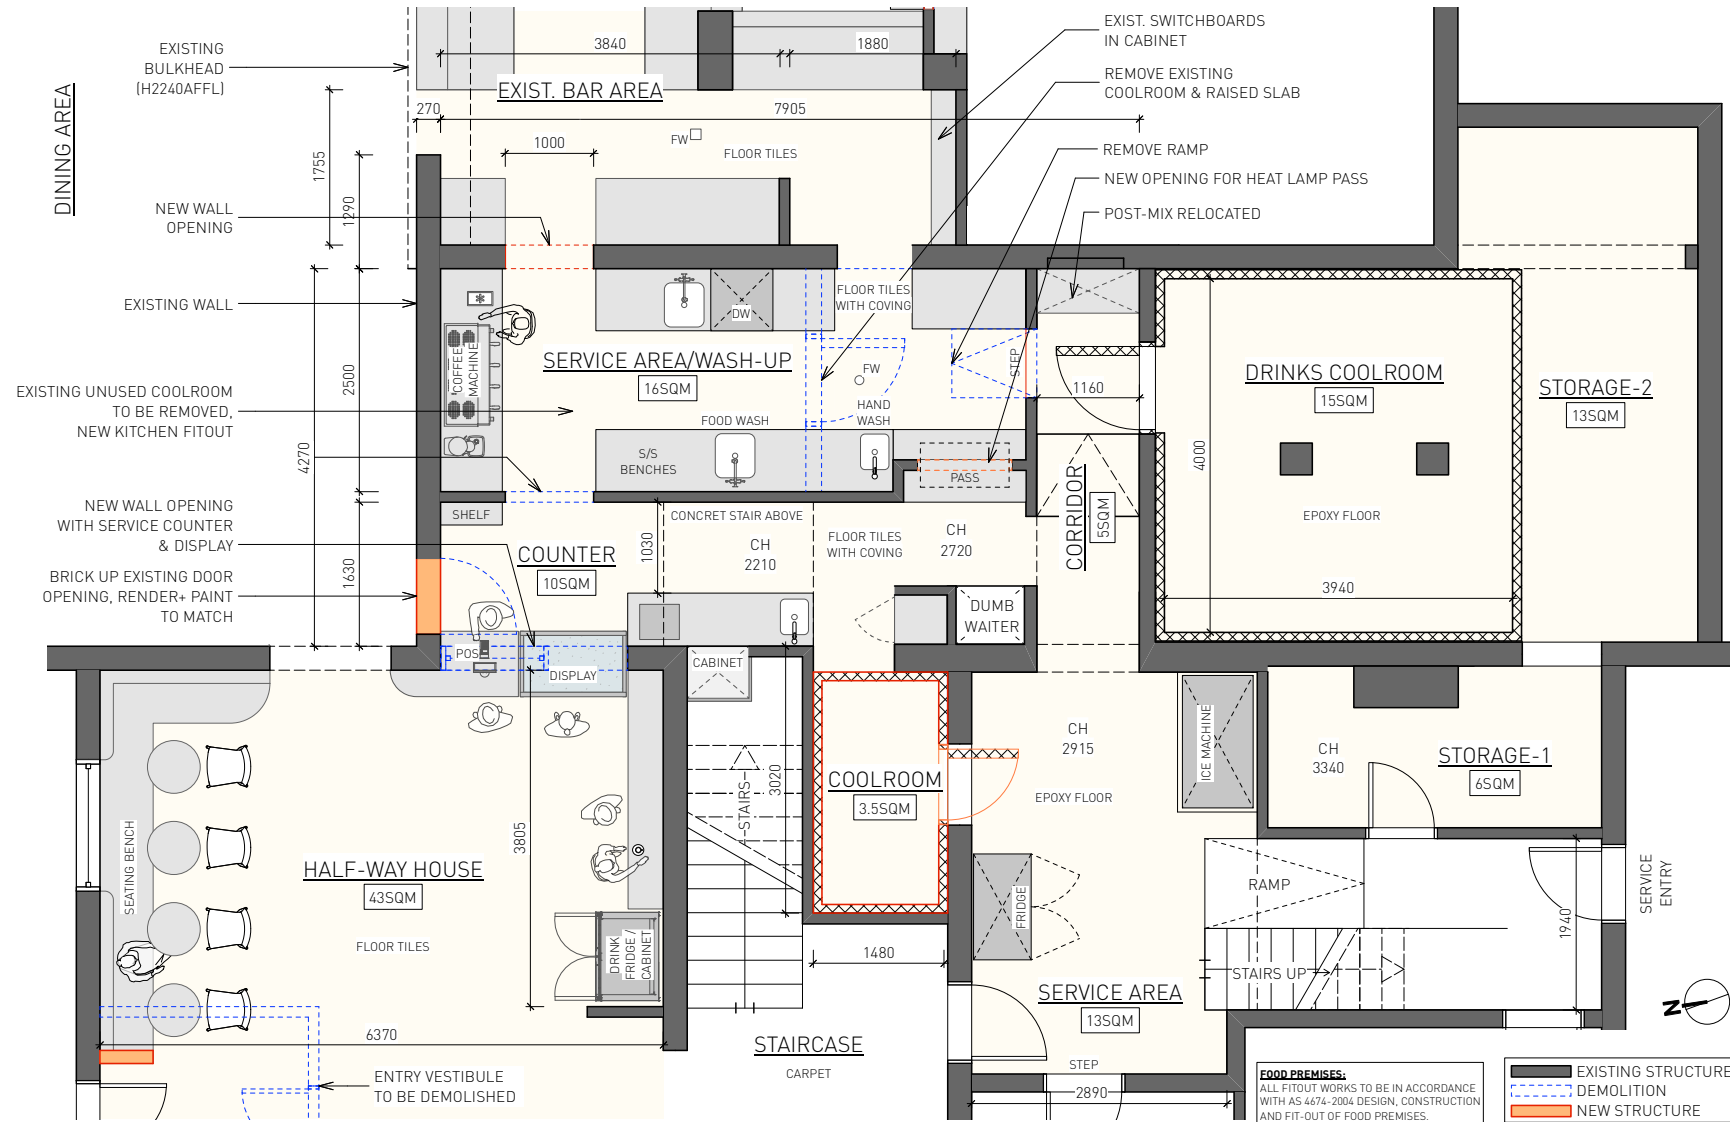 EXISTING
BULKHEAD
(H2240AFFL)
DINING AREA
3840
1880
EXIST. BAR AREA
270
7905
1000
FW
FLOOR TILES
1755
1290
EXIST. SWITCHBOARDS
IN CABINET
REMOVE EXISTING
COOLROOM & RAISED SLAB
REMOVE RAMP
NEW OPENING FOR HEAT LAMP PASS
POST-MIX RELOCATED
NEW WALL
OPENING
EXISTING WALL
EXISTING UNUSED COOLROOM
TO BE REMOVED,
NEW KITCHEN FITOUT
NEW WALL OPENING
WITH SERVICE COUNTER
& DISPLAY
BRICK UP EXISTING DOOR
OPENING, RENDER+ PAINT
TO MATCH
4270
2500
1630
COFFEE
MACHINE
DW
FLOOR TILES
WITH COVING
SERVICE AREA/WASH-UP
16SQM
FW
FOOD WASH
HAND
WASH
S/S
BENCHES
STEP
1160
PASS
DRINKS COOLROOM
15SQM
4000
EPOXY FLOOR
3940
STORAGE-2
13SQM
CORRIDOR
5SQM
SHELF
CONCRET STAIR ABOVE
COUNTER
10SQM
1030
CH
2210
FLOOR TILES
WITH COVING
CH
2720
DUMB
WAITER
POS
DISPLAY
CABINET
STAIRS
3020
COOLROOM
3.5SQM
CH
2915
EPOXY FLOOR
ICE MACHINE
CH
3340
STORAGE-1
6SQM
SEATING BENCH
HALF-WAY HOUSE
43SQM
FLOOR TILES
3805
DRINK
FRIDGE /
CABINET
6370
ENTRY VESTIBULE
TO BE DEMOLISHED
1480
STAIRCASE
CARPET
FRIDGE
RAMP
STAIRS UP
1940
SERVICE
ENTRY
SERVICE AREA
13SQM
STEP
2890
N
FOOD PREMISES:
ALL FITOUT WORKS TO BE IN ACCORDANCE
WITH AS 4674-2004 DESIGN, CONSTRUCTION
AND FIT-OUT OF FOOD PREMISES.
EXISTING STRUCTURE
DEMOLITION
NEW STRUCTURE